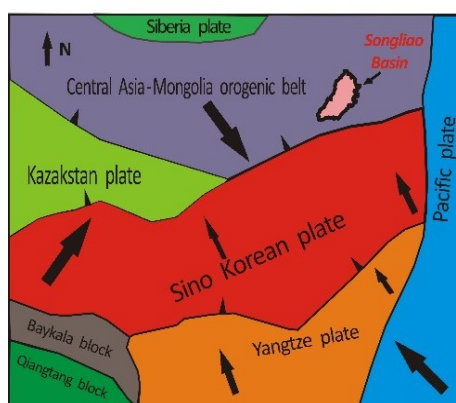 Siberia plate
Songliao
Basin
N
Central Asia-Mongolia orogenic belt
Kazakstan plate
Pacific plate
Sino Korean plate
Baykala block
Yangtze plate
Qiangtang block